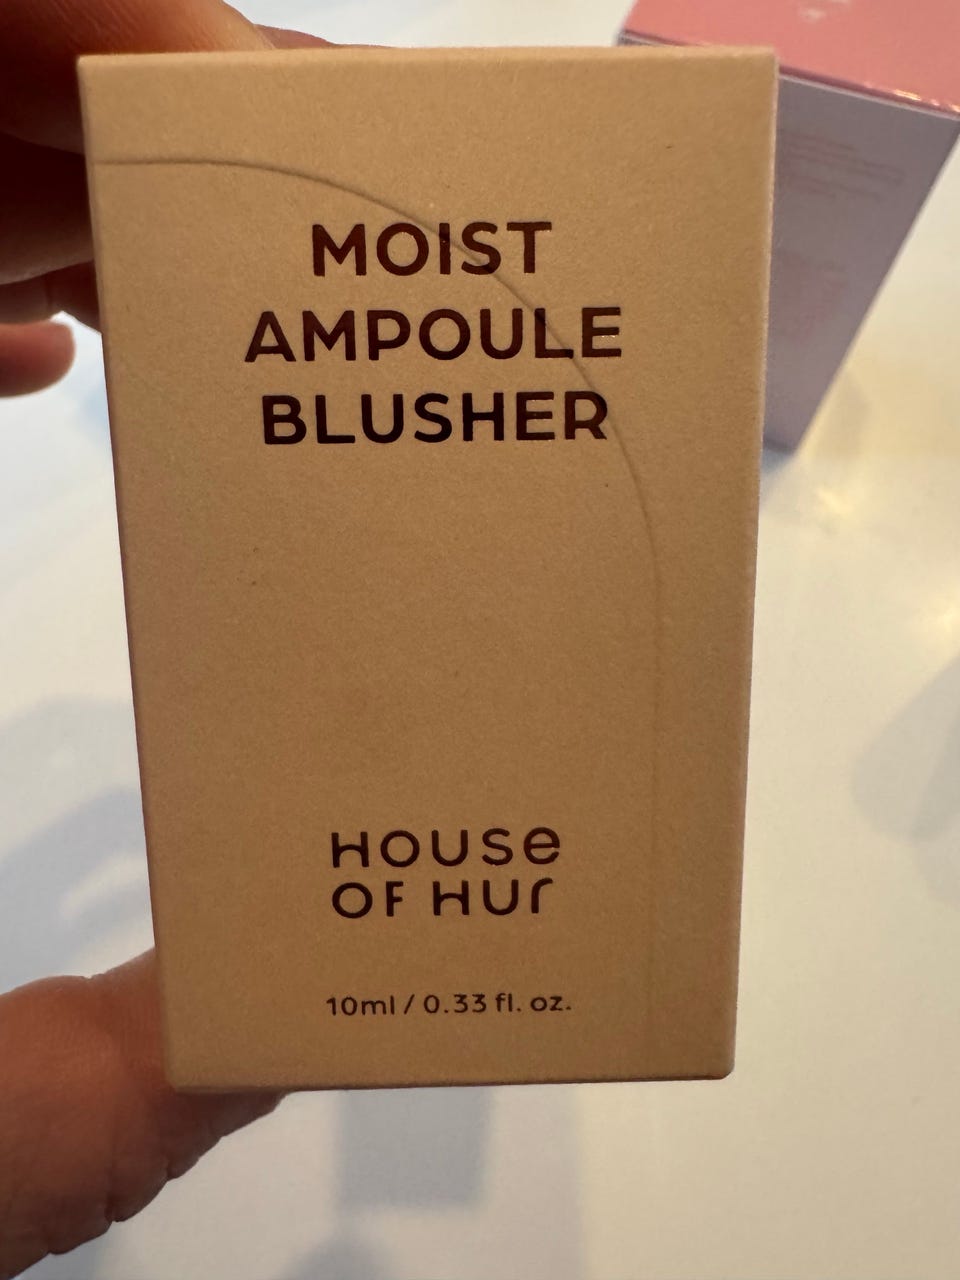 MOIST
AMPOULE
BLUSHER
House
OF Hur
10ml / 0.33 fl. oz.